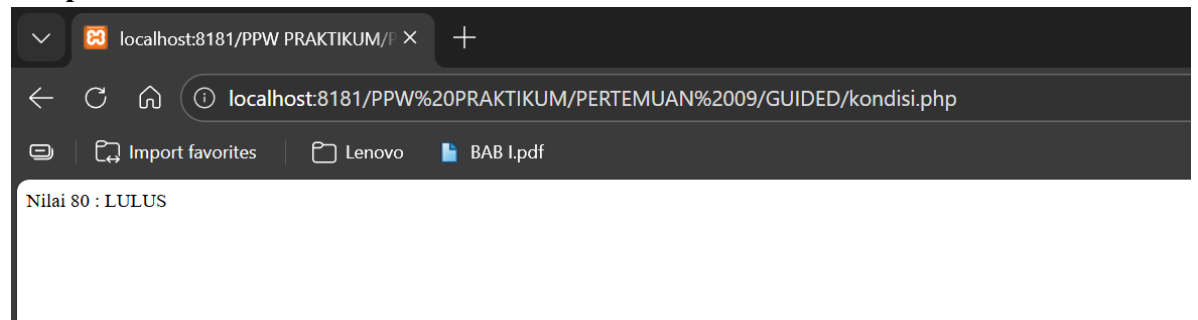 localhost:8181/PPW PRAKTIKUM/P
localhost:8181/PPW%20PRAKTIKUM/PERTEMUAN%2009/GUIDED/kondisi.php
Import favorites Lenovo BAB I.pdf
Nilai 80 : LULUS